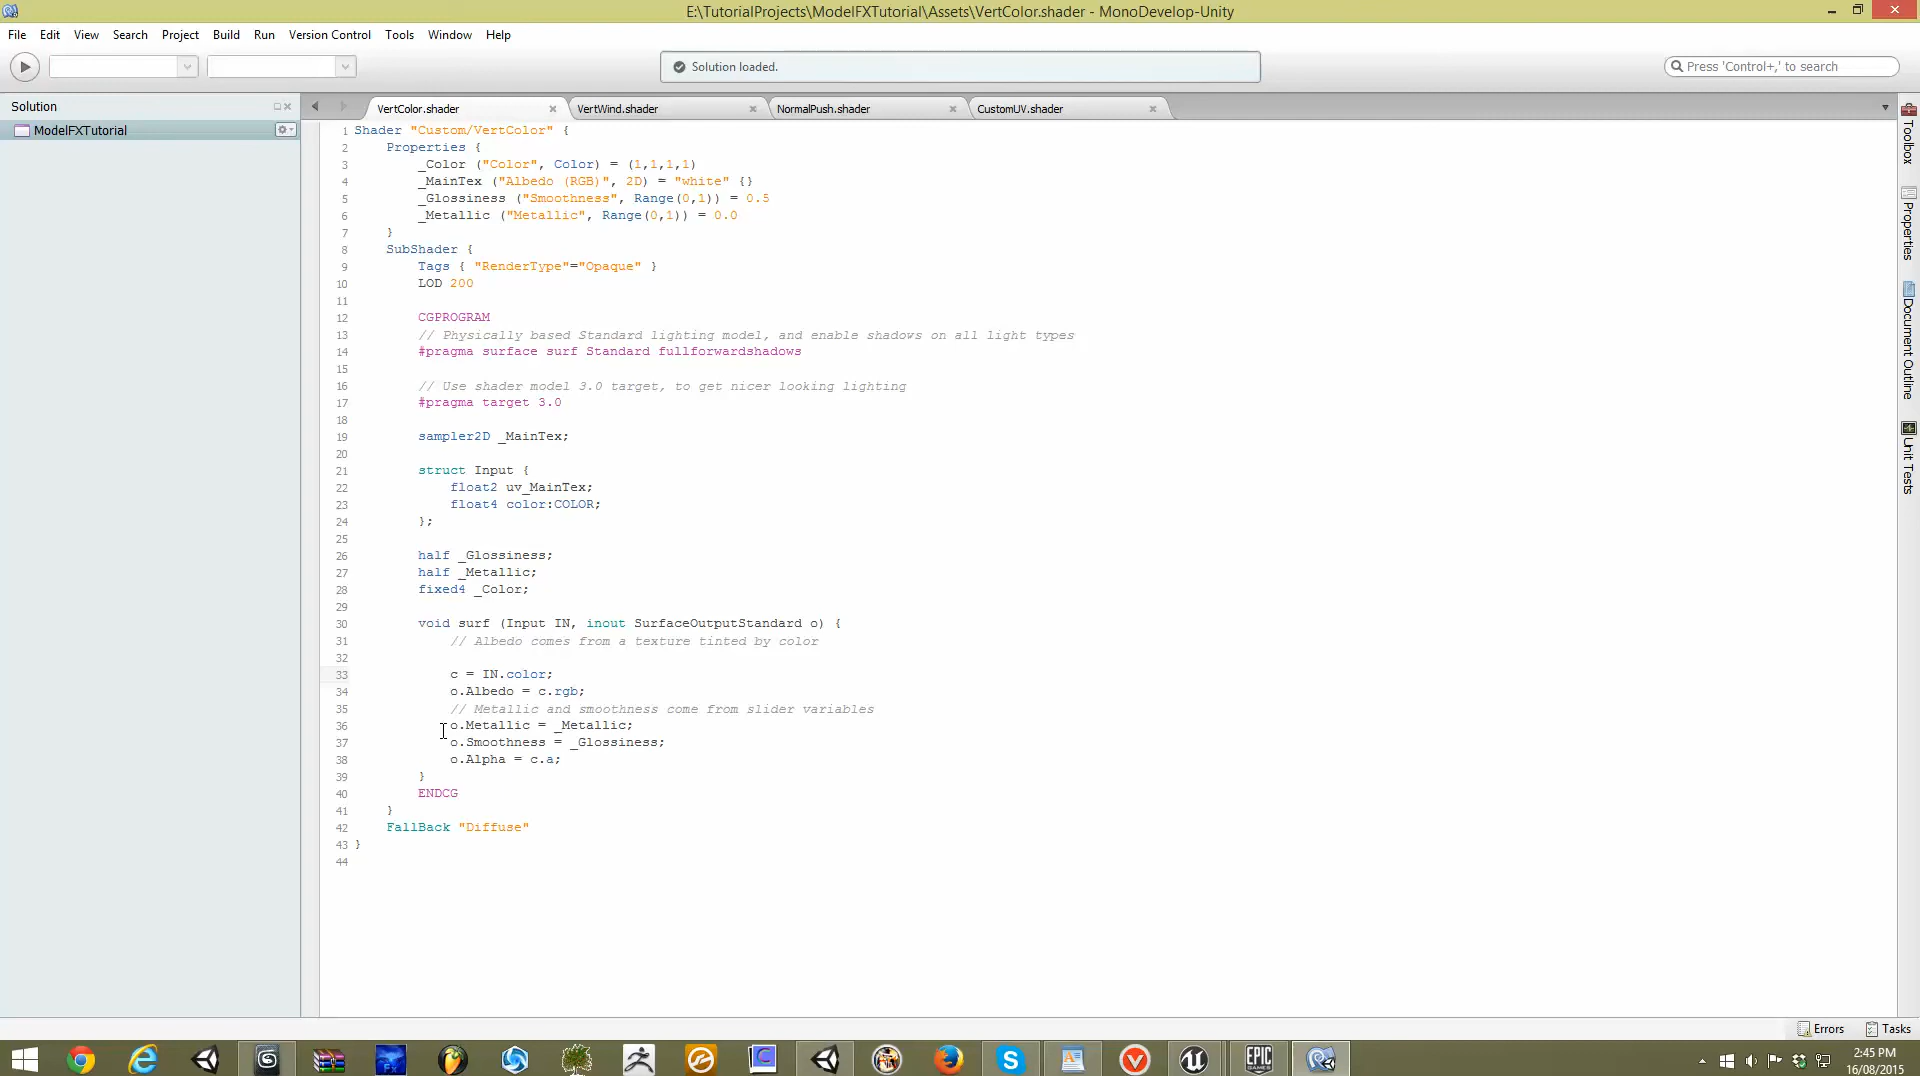 E:\TutorialProjects\ModelFXTutorial\Assets\VertColor.shader - MonoDevelop-Unity
File Edit View Search Project Build Run Version Control Tools Window Help
Solution loaded.
Press 'Control+,' to search
Solution
ModelFXTutorial
VertColor.shader
VertWind.shader
NormalPush.shader
CustomUV.shader
1 Shader "Custom/VertColor" {
2 Properties {
3 _Color ("Color", Color) = (1,1,1,1)
4 _MainTex ("Albedo (RGB)", 2D) = "white" {}
5 _Glossiness ("Smoothness", Range(0,1)) = 0.5
6 _Metallic ("Metallic", Range(0,1)) = 0.0
7 }
8 SubShader {
9 Tags { "RenderType"="Opaque" }
10 LOD 200
11
12 CGPROGRAM
13 // Physically based Standard lighting model, and enable shadows on all light types
14 #pragma surface surf Standard fullforwardshadows
15
16 // Use shader model 3.0 target, to get nicer looking lighting
17 #pragma target 3.0
18
19 sampler2D _MainTex;
20
21 struct Input {
22 float2 uv_MainTex;
23 float4 color:COLOR;
24 };
25
26 half _Glossiness;
27 half _Metallic;
28 fixed4 _Color;
29
30 void surf (Input IN, inout SurfaceOutputStandard o) {
31 // Albedo comes from a texture tinted by color
32
33 c = IN.color;
34 o.Albedo = c.rgb;
35 // Metallic and smoothness come from slider variables
36 o.Metallic = _Metallic;
37 o.Smoothness = _Glossiness;
38 o.Alpha = c.a;
39 }
40 ENDCG
41 }
42 FallBack "Diffuse"
43 }
44
Toolbox
Properties
Document Outline
Unit Tests
Errors
Tasks
EPIC
GAMES
2:45 PM
16/08/2015